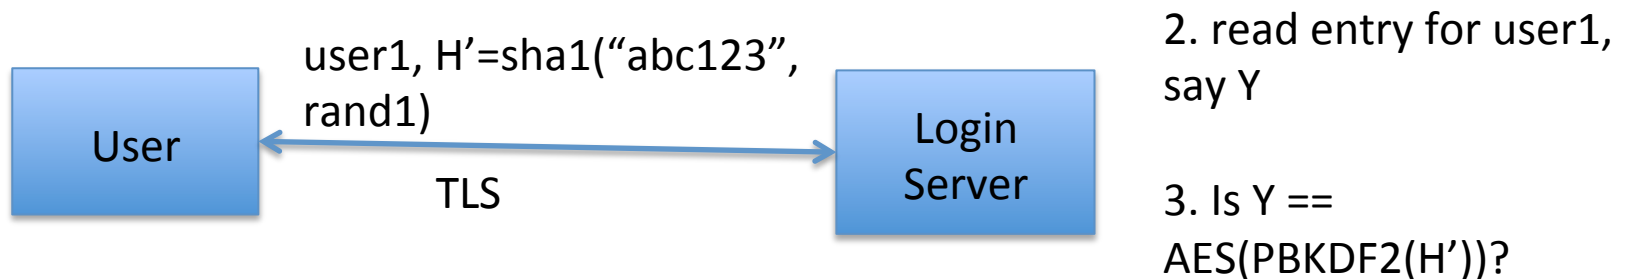 User
user1, H’=sha1(“abc123”,
rand1)
TLS
Login
Server
2. read entry for user1,
say Y
3. Is Y ==
AES(PBKDF2(H’))?